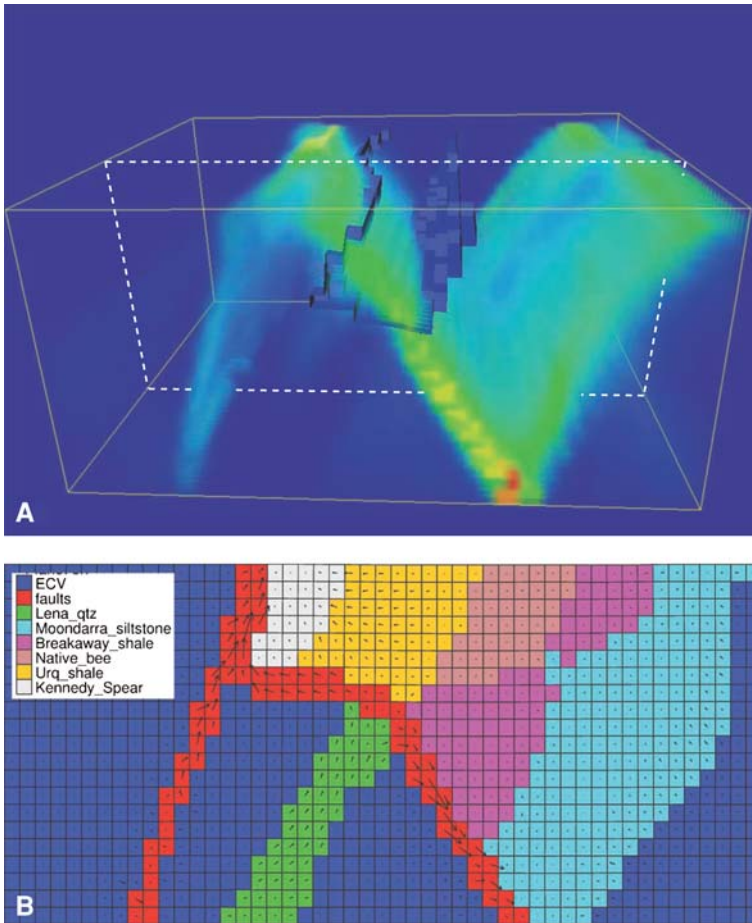 A
ECV
faults
Lena_qtz
Moondarra_siltstone
Breakaway_shale
Native_bee
Urq_shale
Kennedy_Spear
B